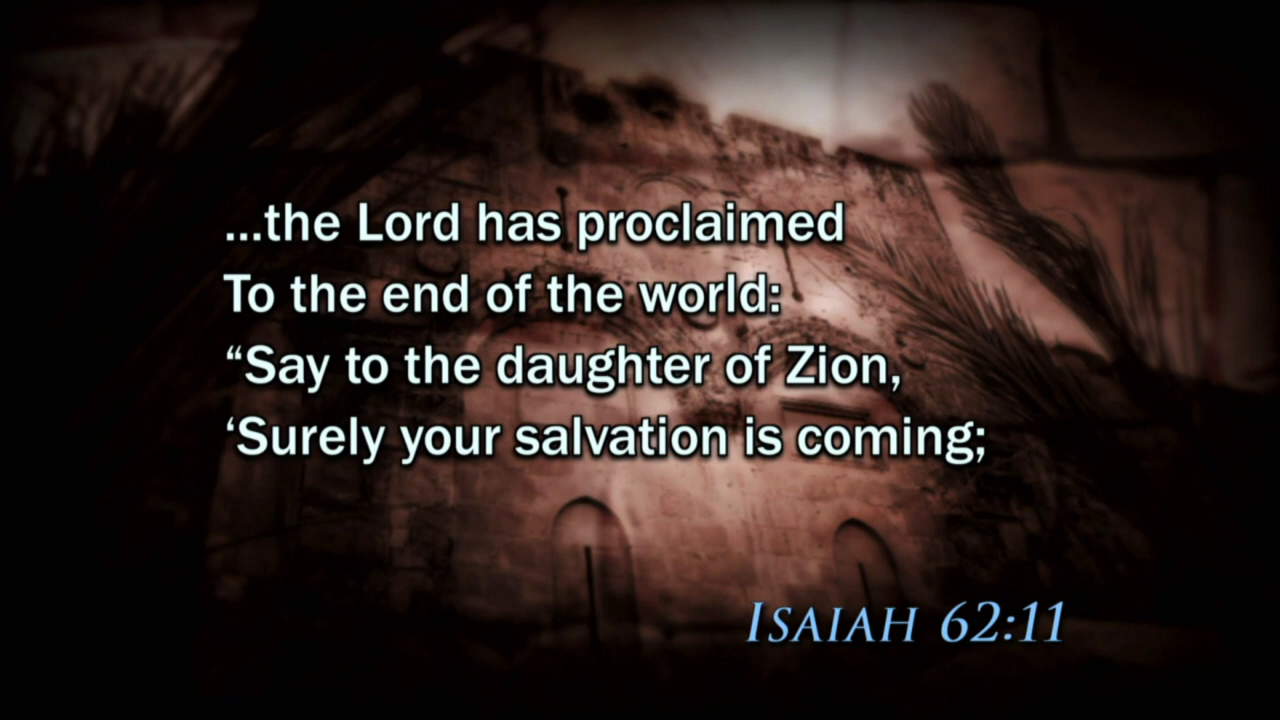 ...the Lord has proclaimed
To the end of the world:
“Say to the daughter of Zion,
‘Surely your salvation is coming;
ISAIAH 62:11